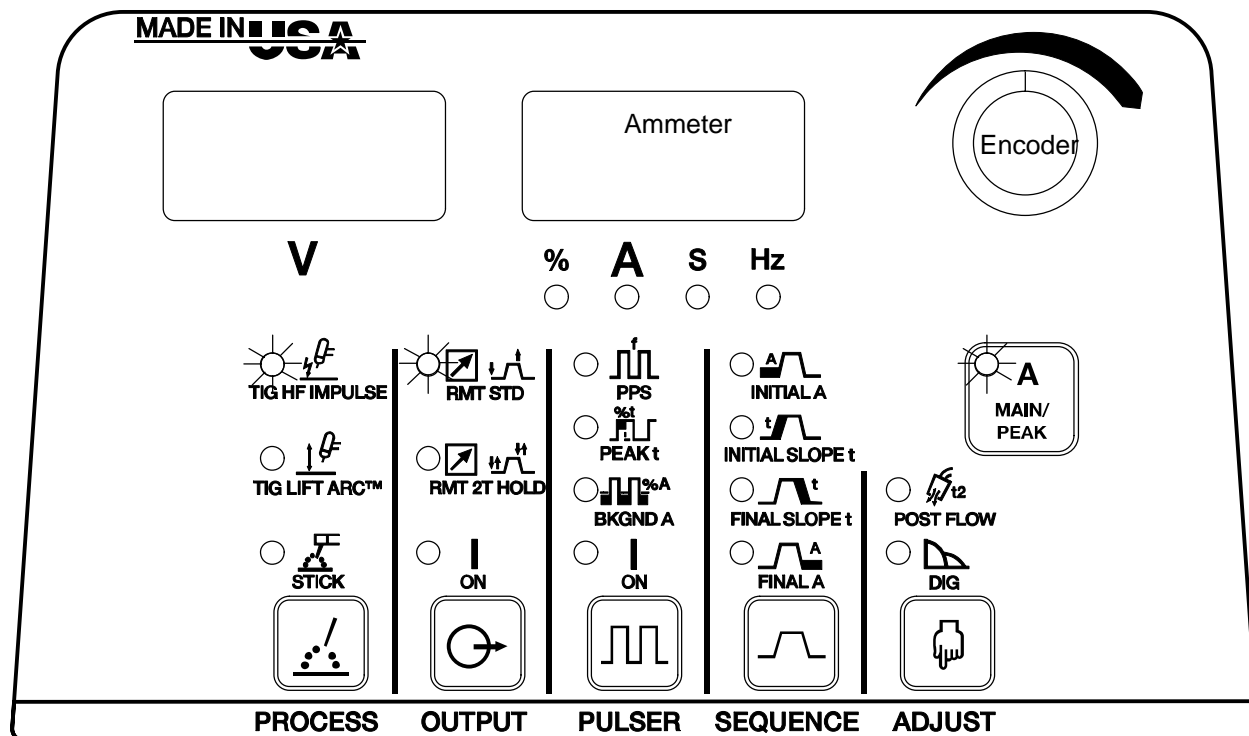 MADE IN USA
Ammeter
Encoder
V
% A S Hz
TIG HF IMPULSE
RMT STD
f
PPS
A
INITIAL A
A
MAIN/
PEAK
TIG LIFT ARC™
RMT 2T HOLD
%t
PEAK t
t
INITIAL SLOPE t
%A
BKGND A
t
FINAL SLOPE t
t2
POST FLOW
STICK
ON
ON
A
FINAL A
DIG
PROCESS OUTPUT PULSER SEQUENCE ADJUST